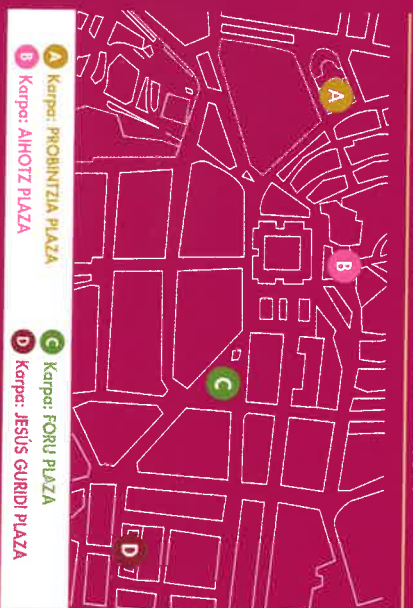 A
B
C
D
A Karpa: PROBINTZIA PLAZA
B Karpa: AIHOTZ PLAZA
C Karpa: FORU PLAZA
D Karpa: JESÚS GURIDI PLAZA